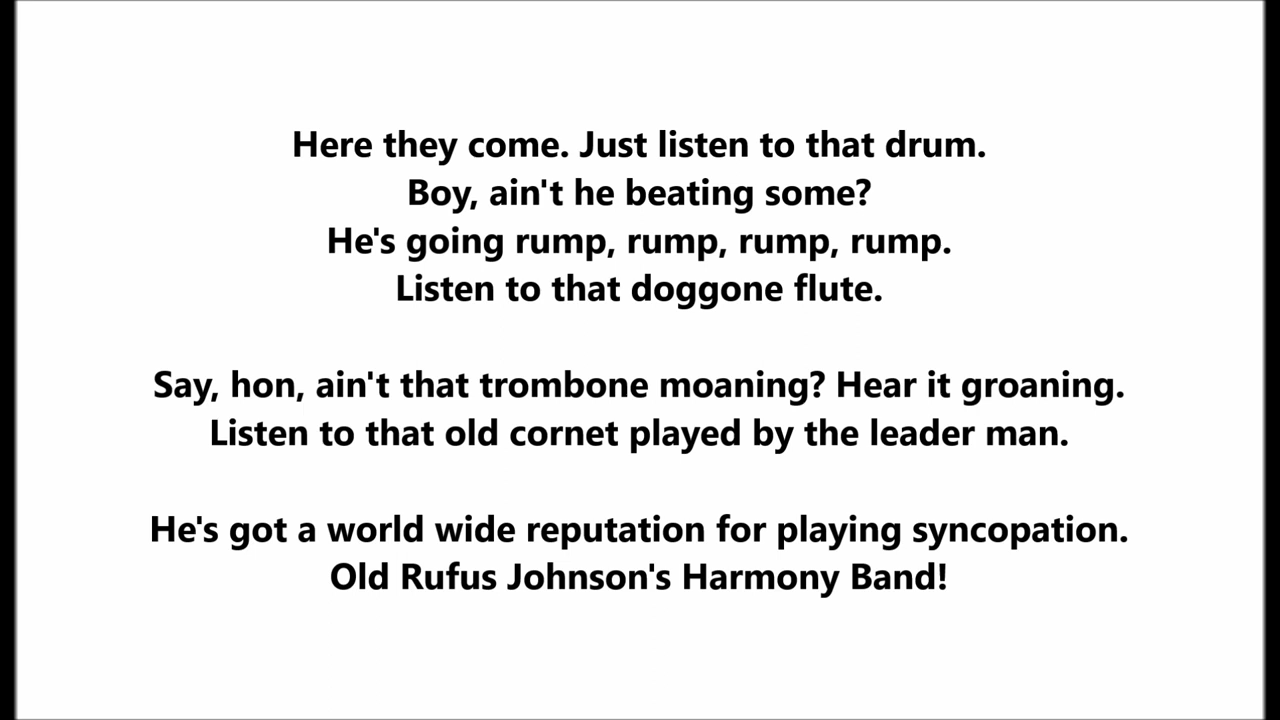 Here they come. Just listen to that drum.
Boy, ain't he beating some?
He's going rump, rump, rump, rump.
Listen to that doggone flute.
Say, hon, ain't that trombone moaning? Hear it groaning.
Listen to that old cornet played by the leader man.
He's got a world wide reputation for playing syncopation.
Old Rufus Johnson's Harmony Band!